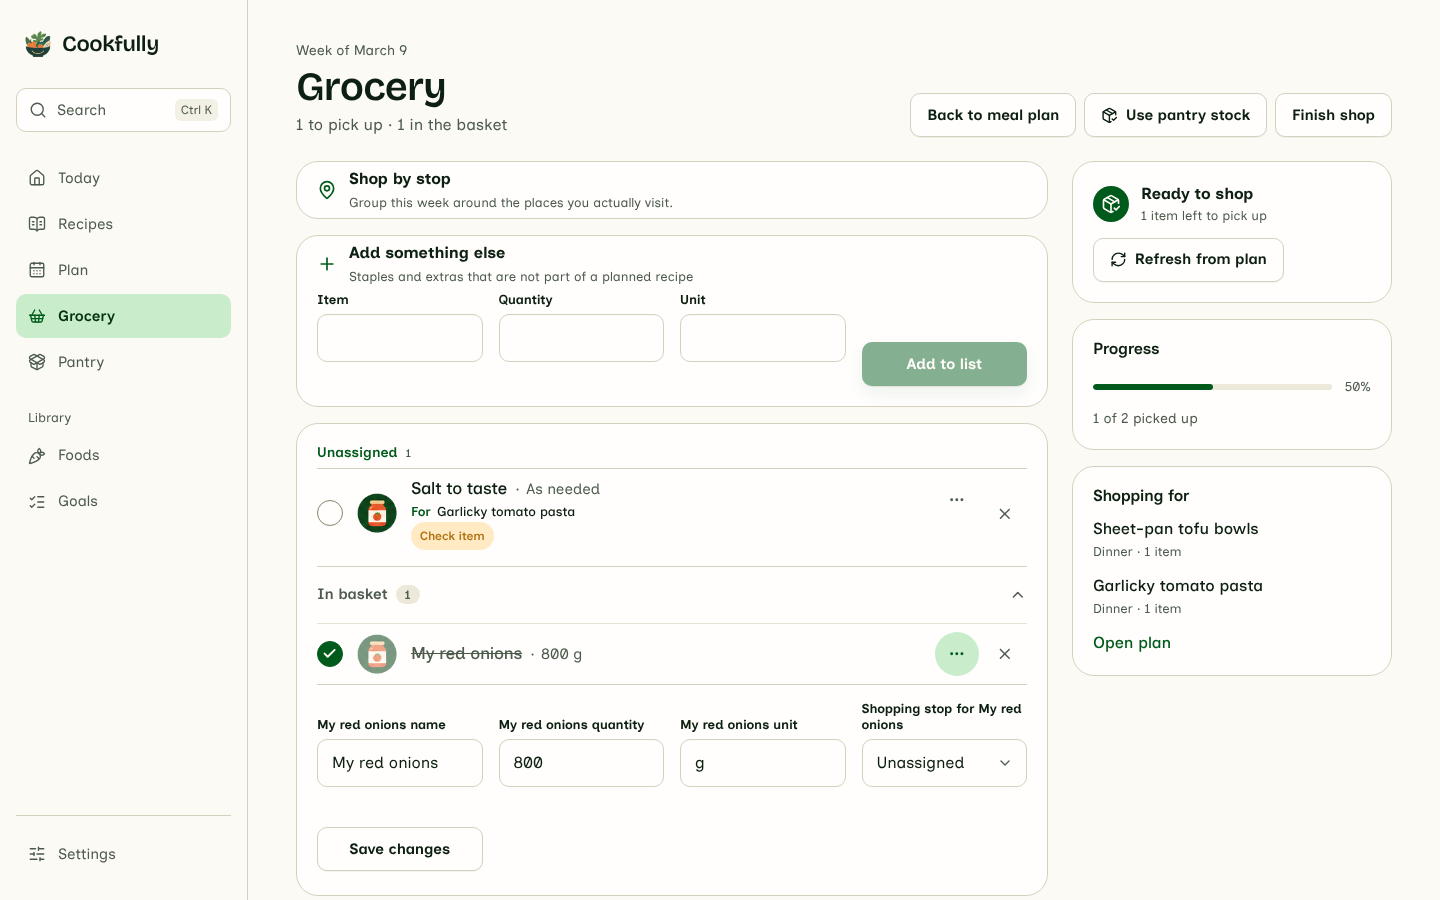 Cookfully
Search Ctrl K
Today
Recipes
Plan
Grocery
Pantry
Library
Foods
Goals
Settings
Week of March 9
Grocery
1 to pick up · 1 in the basket
Back to meal plan
Use pantry stock
Finish shop
Shop by stop
Group this week around the places you actually visit.
Add something else
Staples and extras that are not part of a planned recipe
Item
Quantity
Unit
Add to list
Unassigned 1
Salt to taste · As needed
For Garlicky tomato pasta
Check item
In basket 1
My red onions · 800 g
My red onions name
My red onions quantity
My red onions unit
Shopping stop for My red
onions
My red onions
800
g
Unassigned
Save changes
Ready to shop
1 item left to pick up
Refresh from plan
Progress
50%
1 of 2 picked up
Shopping for
Sheet-pan tofu bowls
Dinner · 1 item
Garlicky tomato pasta
Dinner · 1 item
Open plan